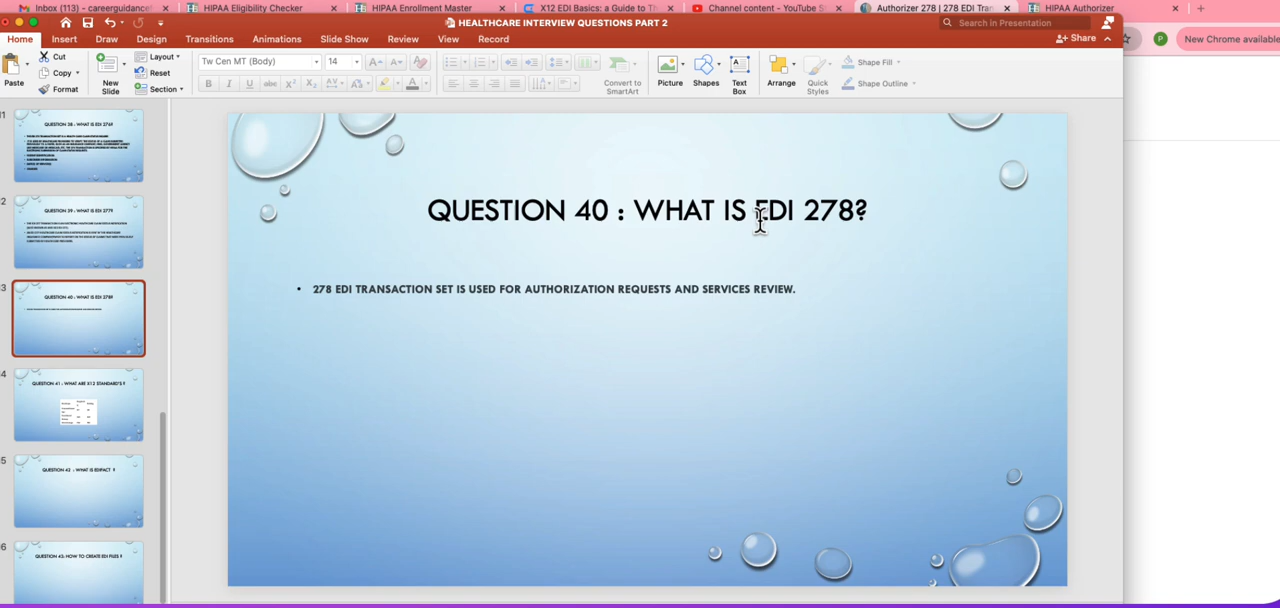 Inbox (113) - careerguidance
HIPAA Eligibility Checker
HIPAA Enrollment Master
X12 EDI Basics: a Guide to Th
Channel content - YouTube S
Authorizer 278 | 278 EDI Tran
HIPAA Authorizer
HEALTHCARE INTERVIEW QUESTIONS PART 2
Search in Presentation
Home Insert Draw Design Transitions Animations Slide Show Review View Record
Share
P
New Chrome available
Paste
Cut
Copy
Format
New Slide
Layout
Reset
Section
Tw Cen MT (Body)
14
Convert to SmartArt
Picture
Shapes
Text Box
Arrange
Quick Styles
Shape Fill
Shape Outline
QUESTION 38 : WHAT IS EDI 276?
QUESTION 39 : WHAT IS EDI 277?
QUESTION 40 : WHAT IS EDI 278?
QUESTION 41 : WHAT ARE X12 STANDARD'S ?
QUESTION 42 : WHAT IS EDIFACT ?
QUESTION 43: HOW TO CREATE EDI FILES ?
QUESTION 40 : WHAT IS EDI 278?
• 278 EDI TRANSACTION SET IS USED FOR AUTHORIZATION REQUESTS AND SERVICES REVIEW.